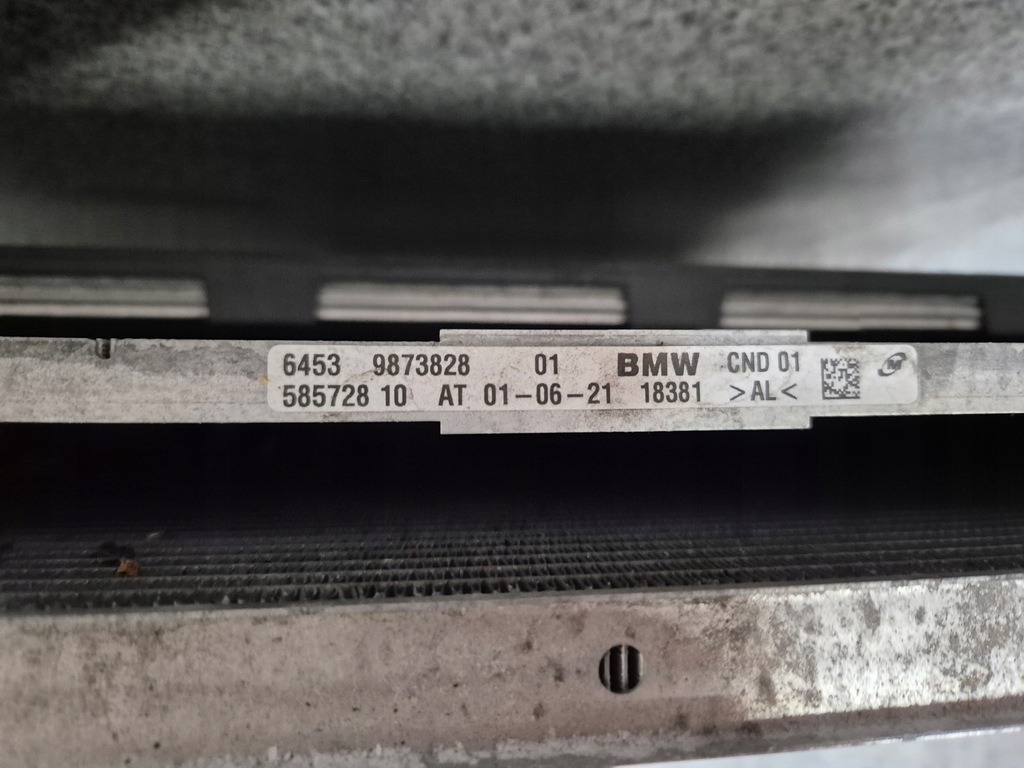 6453 9873828 01 BMW CND 01
585728 10 AT 01-06-21 18381 >AL<